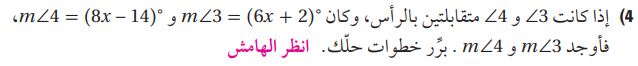 4) إذا كانت 3∠ و 4∠ متقابلتين بالرأس، وكان m∠3 = (6x + 2)° و m∠4 = (8x − 14)°،
فأوجد m∠3 و m∠4 . برِّر خطوات حلّك. انظر الهامش